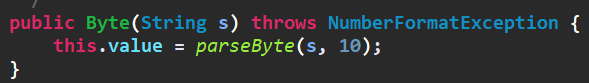 public Byte(String s) throws NumberFormatException {
    this.value = parseByte(s, 10);
}